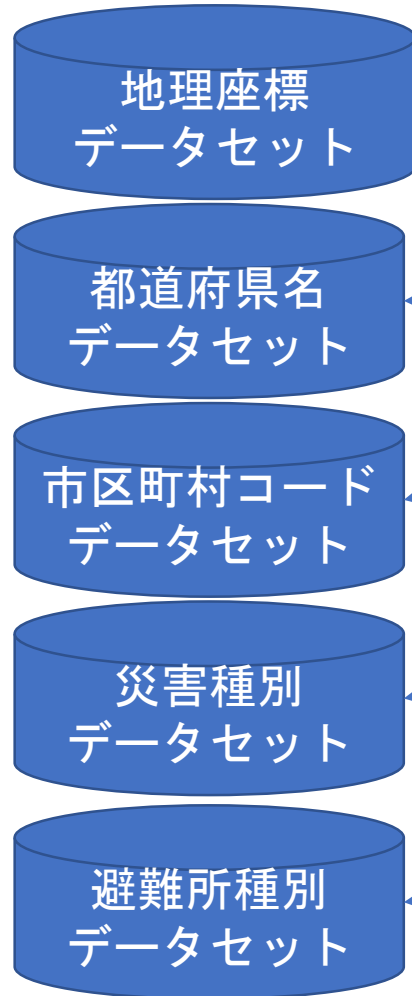 地理座標
データセット
都道府県名
データセット
市区町村コード
データセット
災害種別
データセット
避難所種別
データセット